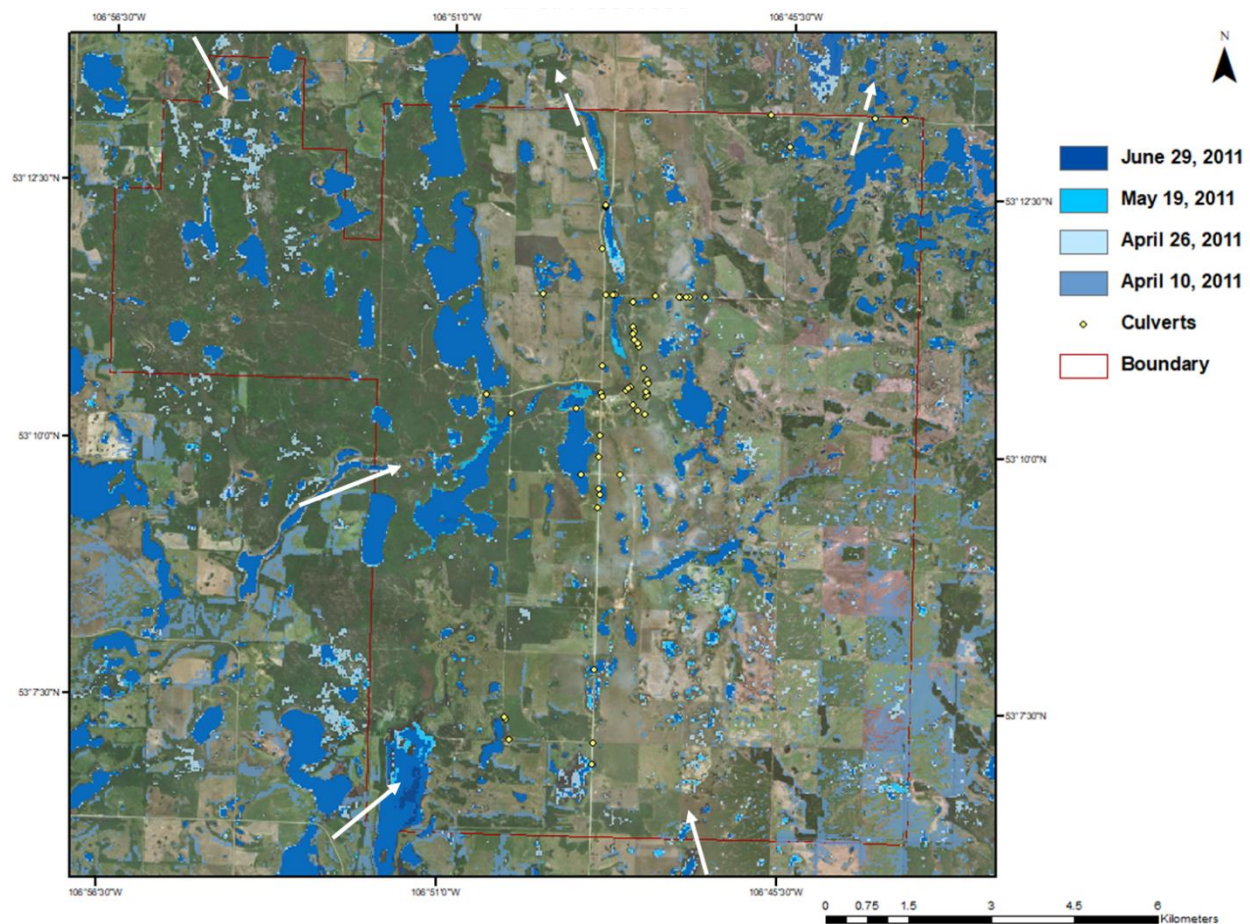 106°56'30"W 106°51'0"W 106°45'30"W
N
June 29, 2011
May 19, 2011
April 26, 2011
April 10, 2011
Culverts
Boundary
53°12'30"N 53°12'30"N
53°10'0"N 53°10'0"N
53°7'30"N 53°7'30"N
106°56'30"W 106°51'0"W 106°45'30"W
0 0.75 1.5 3 4.5 6
Kilometers